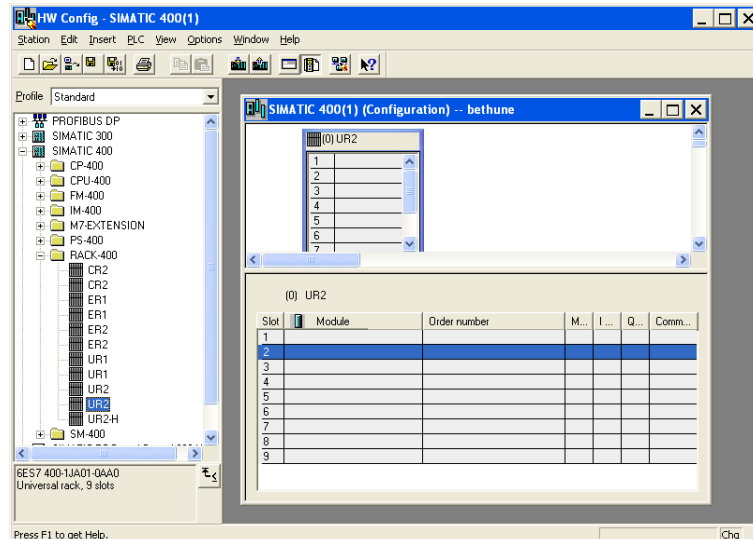 HW Config - SIMATIC 400(1)
Station Edit Insert PLC View Options Window Help
Profile Standard
PROFIBUS DP
SIMATIC 300
SIMATIC 400
CP-400
CPU-400
FM-400
IM-400
M7-EXTENSION
PS-400
RACK-400
CR2
CR2
ER1
ER1
ER2
ER2
UR1
UR1
UR2
UR2
UR2-H
SM-400
6ES7 400-1JA01-0AA0
Universal rack, 9 slots
SIMATIC 400(1) (Configuration) -- bethune
(0) UR2
1
2
3
4
5
6
7
(0) UR2
Slot Module Order number M... I ... Q... Comm...
1
2
3
4
5
6
7
8
9
Press F1 to get Help.
Chg